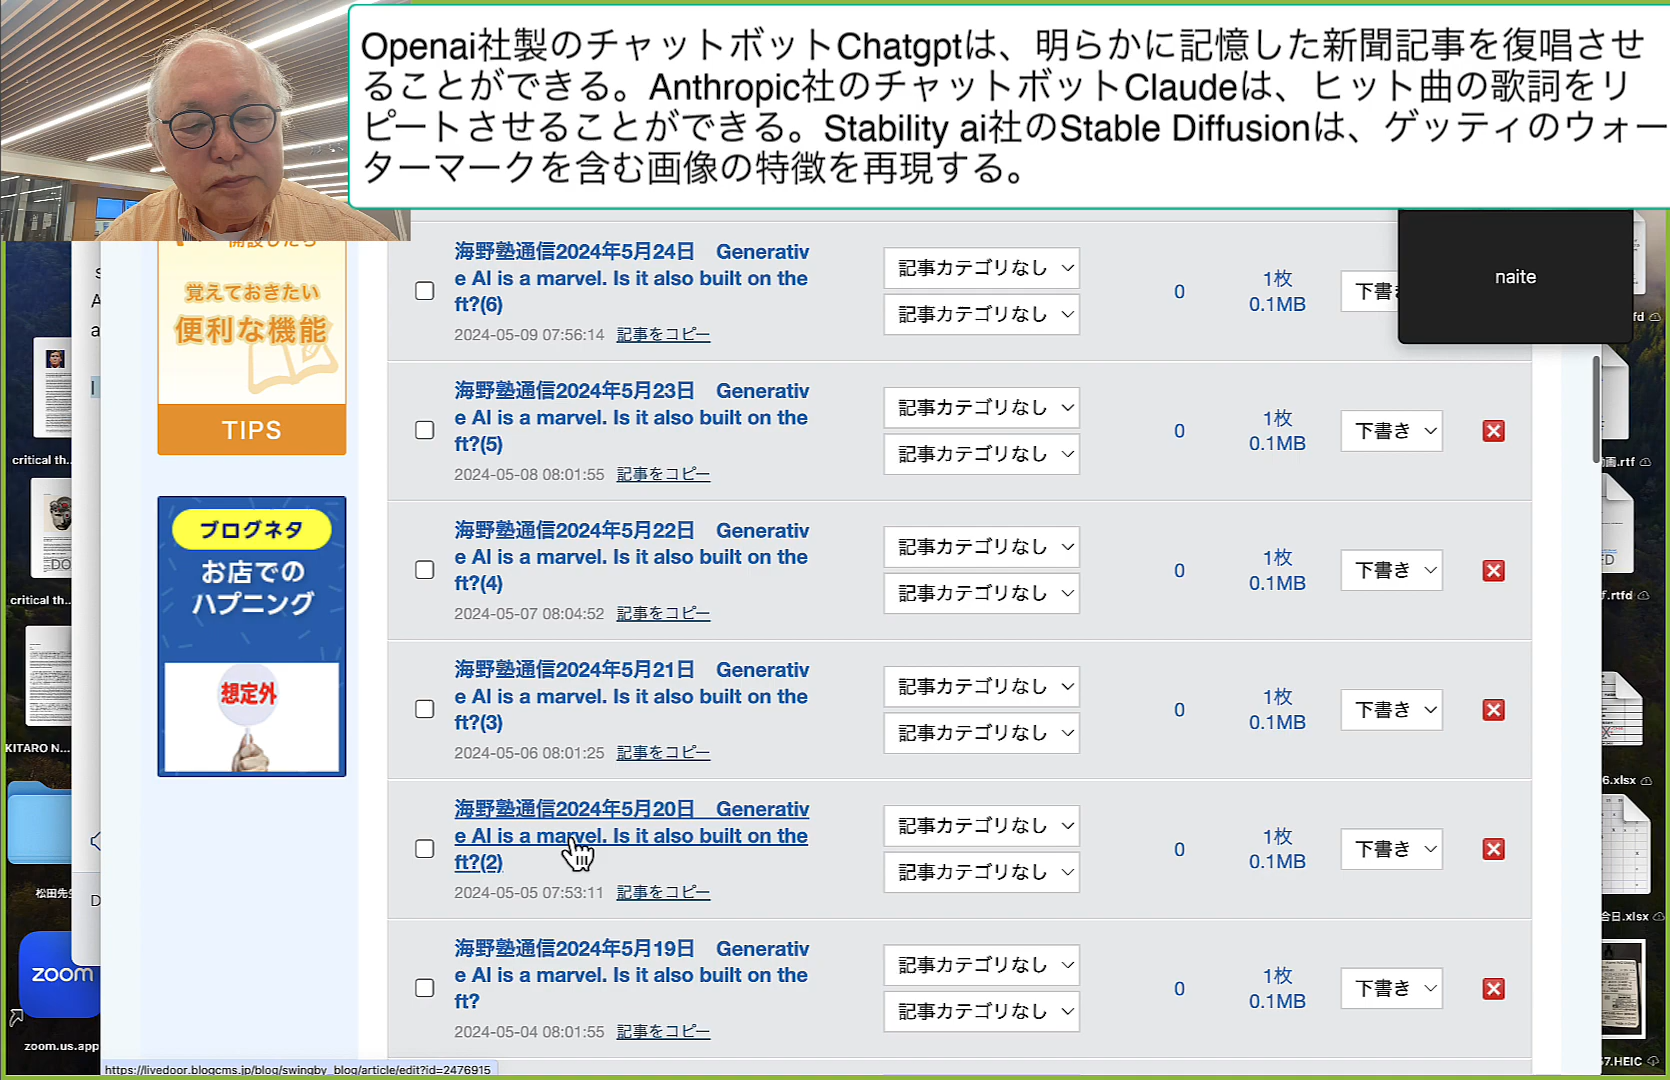 Openai社製のチャットボットChatgptは、明らかに記憶した新聞記事を復唱させ
ることができる。Anthropic社のチャットボットClaudeは、ヒット曲の歌詞をリ
ピートさせることができる。Stability ai社のStable Diffusionは、ゲッティのウォー
ターマークを含む画像の特徴を再現する。
naite
覚えておきたい
便利な機能
TIPS
ブログネタ
お店での
ハプニング
想定外
海野塾通信2024年5月24日　Generativ
e AI is a marvel. Is it also built on the
ft?(6)
2024-05-09 07:56:14 記事をコピー
記事カテゴリなし
記事カテゴリなし
0
1枚
0.1MB
下書
海野塾通信2024年5月23日　Generativ
e AI is a marvel. Is it also built on the
ft?(5)
2024-05-08 08:01:55 記事をコピー
記事カテゴリなし
記事カテゴリなし
0
1枚
0.1MB
下書き
海野塾通信2024年5月22日　Generativ
e AI is a marvel. Is it also built on the
ft?(4)
2024-05-07 08:04:52 記事をコピー
記事カテゴリなし
記事カテゴリなし
0
1枚
0.1MB
下書き
海野塾通信2024年5月21日　Generativ
e AI is a marvel. Is it also built on the
ft?(3)
2024-05-06 08:01:25 記事をコピー
記事カテゴリなし
記事カテゴリなし
0
1枚
0.1MB
下書き
海野塾通信2024年5月20日　Generativ
e AI is a marvel. Is it also built on the
ft?(2)
2024-05-05 07:53:11 記事をコピー
記事カテゴリなし
記事カテゴリなし
0
1枚
0.1MB
下書き
海野塾通信2024年5月19日　Generativ
e AI is a marvel. Is it also built on the
ft?
2024-05-04 08:01:55 記事をコピー
記事カテゴリなし
記事カテゴリなし
0
1枚
0.1MB
下書き
critical th...
critical th...
KITARO N...
松田先
zoom
zoom.us.app
fd
画.rtf
f.rtfd
6.xlsx
合日.xlsx
57.HEIC
https://livedoor.blogcms.jp/blog/swingby_blog/article/edit?id=2476915